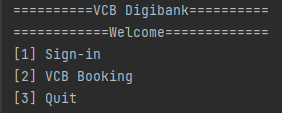 ==========VCB Digibank==========
============Welcome=============
[1] Sign-in
[2] VCB Booking
[3] Quit